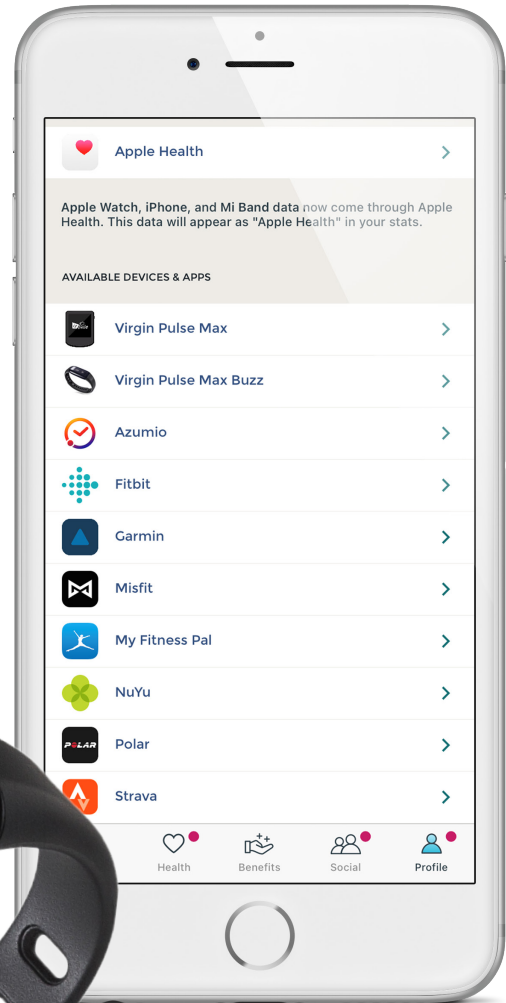 Apple Health
Apple Watch, iPhone, and Mi Band data now come through Apple
Health. This data will appear as "Apple Health" in your stats.
AVAILABLE DEVICES & APPS
Virgin Pulse Max
Virgin Pulse Max Buzz
Azumio
Fitbit
Garmin
Misfit
My Fitness Pal
NuYu
POLAR
Polar
Strava
Health
Benefits
Social
Profile